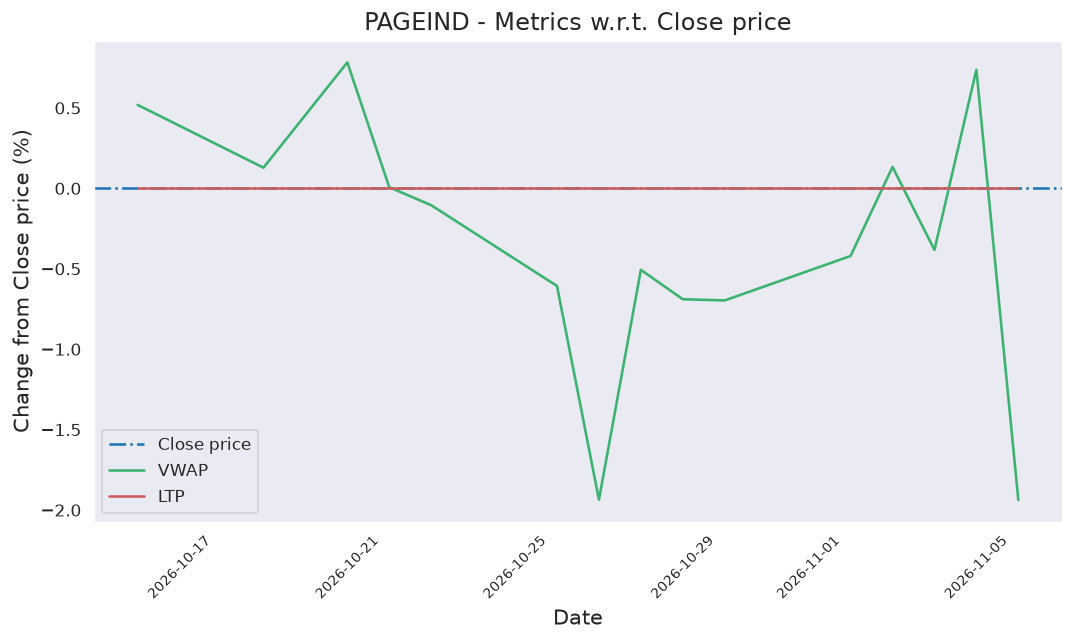 PAGEIND - Metrics w.r.t. Close price
Change from Close price (%)
0.5
0.0
−0.5
−1.0
−1.5
−2.0
Close price
VWAP
LTP
2026-10-17
2026-10-21
2026-10-25
2026-10-29
2026-11-01
2026-11-05
Date